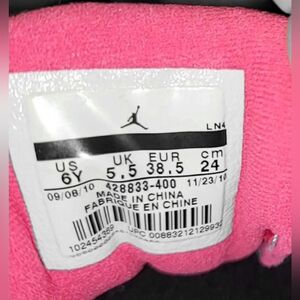 LN4
US UK EUR cm
6Y 5,5 38,5 24
09/08/10 428833-400 11/23/10
MADE IN CHINA
FABRIQUE EN CHINE
UPC